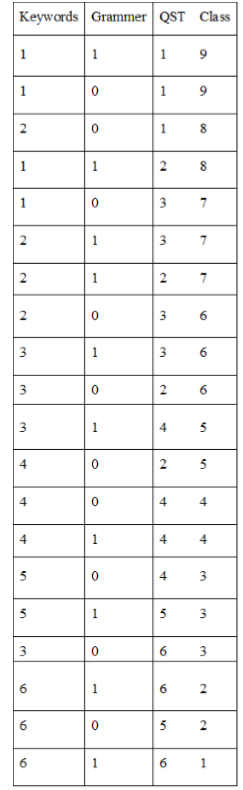 Keywords Grammer QST Class
1 1 1 9
1 0 1 9
2 0 1 8
1 1 2 8
1 0 3 7
2 1 3 7
2 1 2 7
2 0 3 6
3 1 3 6
3 0 2 6
3 1 4 5
4 0 2 5
4 0 4 4
4 1 4 4
5 0 4 3
5 1 5 3
3 0 6 3
6 1 6 2
6 0 5 2
6 1 6 1